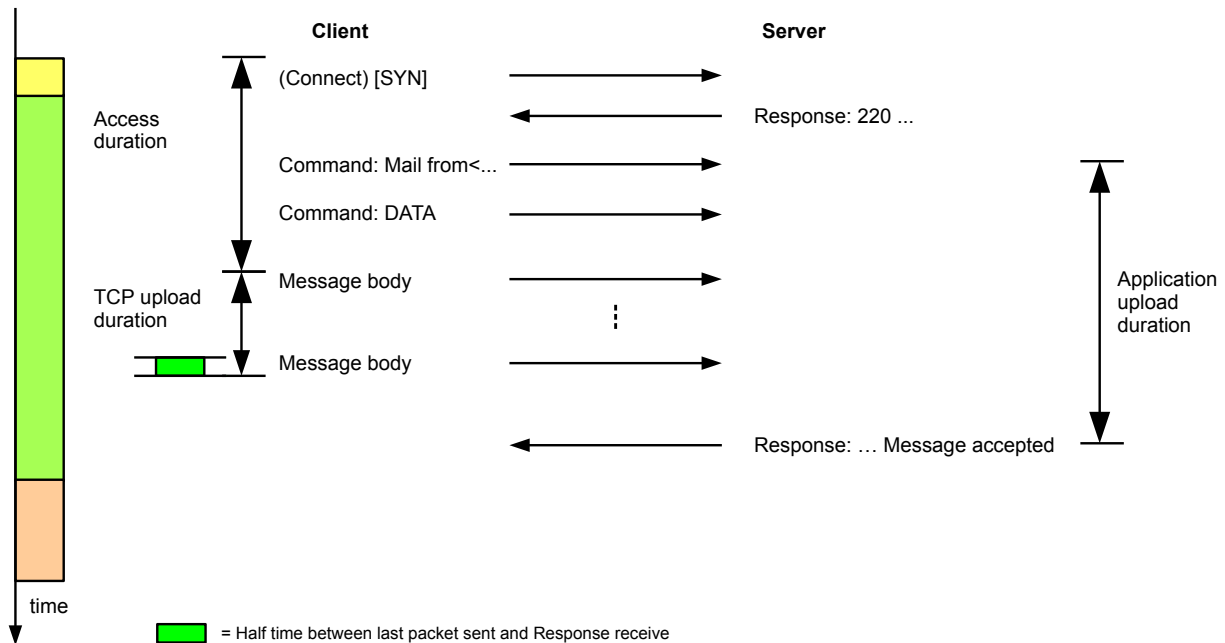 Client
Server
(Connect) [SYN]
Access
duration
Response: 220 ...
Command: Mail from<...
Command: DATA
Message body
TCP upload
duration
Application
upload
duration
Message body
Response: … Message accepted
time
= Half time between last packet sent and Response receive